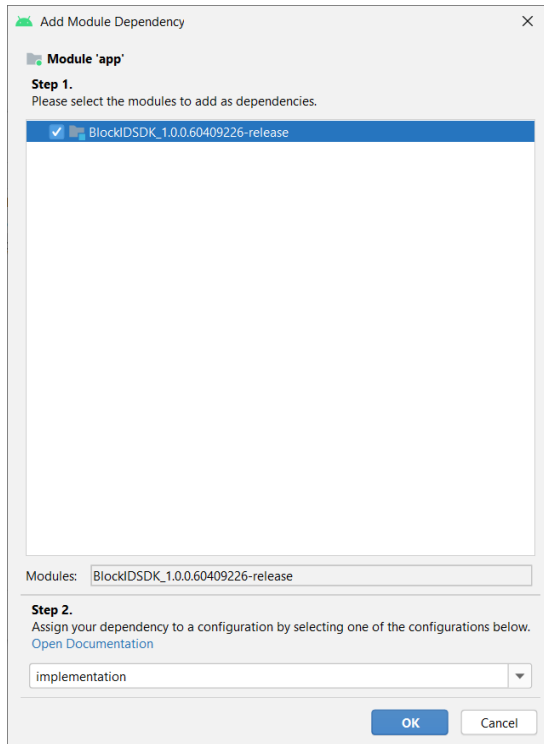 Add Module Dependency
Module 'app'
Step 1.
Please select the modules to add as dependencies.
BlockIDSDK_1.0.0.60409226-release
Modules: BlockIDSDK_1.0.0.60409226-release
Step 2.
Assign your dependency to a configuration by selecting one of the configurations below.
Open Documentation
implementation
OK Cancel